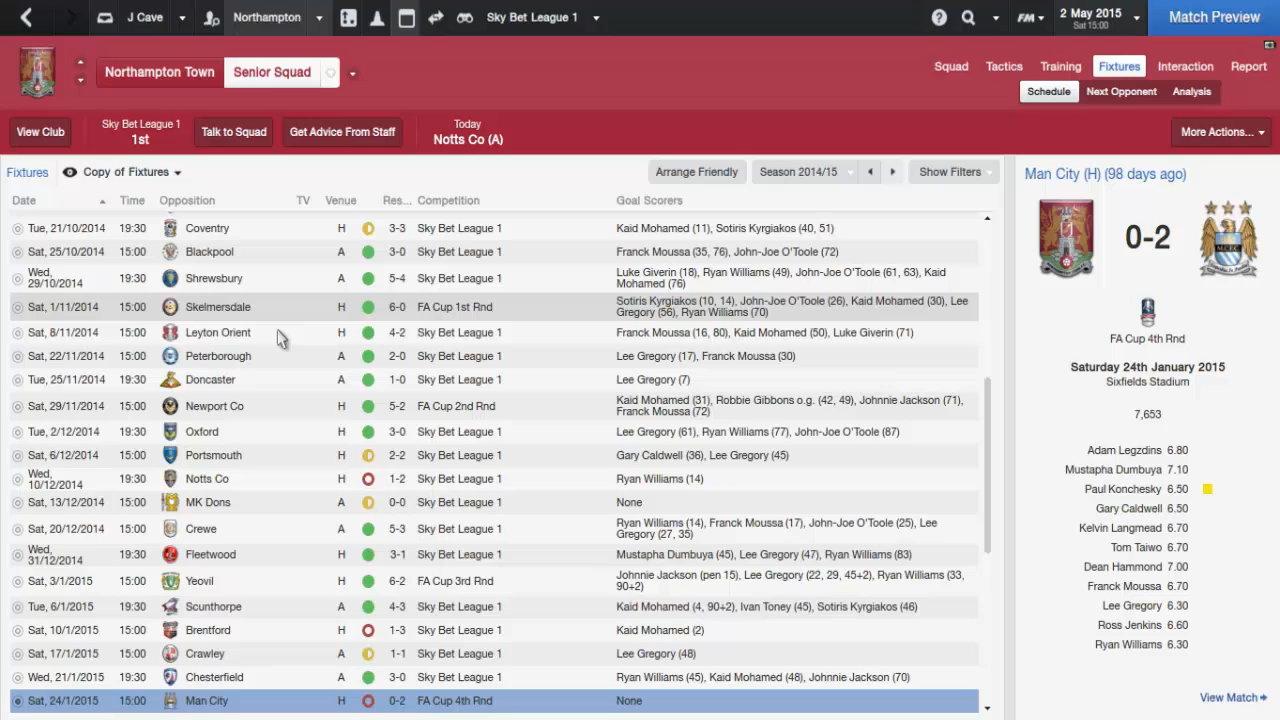 J Cave
Northampton
Sky Bet League 1
FM
2 May 2015
Sat 15:00
Match Preview
Northampton Town
Senior Squad
Squad
Tactics
Training
Fixtures
Interaction
Report
Schedule
Next Opponent
Analysis
View Club
Sky Bet League 1
1st
Talk to Squad
Get Advice From Staff
Today
Notts Co (A)
More Actions...
Fixtures
Copy of Fixtures
Arrange Friendly
Season 2014/15
Show Filters
Man City (H) (98 days ago)
Date Time Opposition TV Venue Res... Competition Goal Scorers
Tue, 21/10/2014 19:30 Coventry H 3-3 Sky Bet League 1 Kaid Mohamed (11), Sotiris Kyrgiakos (40, 51)
Sat, 25/10/2014 15:00 Blackpool A 3-0 Sky Bet League 1 Franck Moussa (35, 76), John-Joe O'Toole (72)
Wed, 29/10/2014 19:30 Shrewsbury A 5-4 Sky Bet League 1 Luke Giverin (18), Ryan Williams (49), John-Joe O'Toole (61, 63), Kaid
Mohamed (76)
Sat, 1/11/2014 15:00 Skelmersdale H 6-0 FA Cup 1st Rnd Sotiris Kyrgiakos (10, 14), John-Joe O'Toole (26), Kaid Mohamed (30), Lee
Gregory (56), Ryan Williams (70)
Sat, 8/11/2014 15:00 Leyton Orient H 4-2 Sky Bet League 1 Franck Moussa (16, 80), Kaid Mohamed (50), Luke Giverin (71)
Sat, 22/11/2014 15:00 Peterborough A 2-0 Sky Bet League 1 Lee Gregory (17), Franck Moussa (30)
Tue, 25/11/2014 19:30 Doncaster A 1-0 Sky Bet League 1 Lee Gregory (7)
Sat, 29/11/2014 15:00 Newport Co H 5-2 FA Cup 2nd Rnd Kaid Mohamed (31), Robbie Gibbons o.g. (42, 49), Johnnie Jackson (71),
Franck Moussa (72)
Tue, 2/12/2014 19:30 Oxford H 3-0 Sky Bet League 1 Lee Gregory (61), Ryan Williams (77), John-Joe O'Toole (87)
Sat, 6/12/2014 15:00 Portsmouth H 2-2 Sky Bet League 1 Gary Caldwell (36), Lee Gregory (45)
Wed, 10/12/2014 19:30 Notts Co H 1-2 Sky Bet League 1 Ryan Williams (14)
Sat, 13/12/2014 15:00 MK Dons A 0-0 Sky Bet League 1 None
Sat, 20/12/2014 15:00 Crewe A 5-3 Sky Bet League 1 Ryan Williams (14), Franck Moussa (17), John-Joe O'Toole (25), Lee
Gregory (27, 35)
Wed, 31/12/2014 19:30 Fleetwood H 3-1 Sky Bet League 1 Mustapha Dumbuya (45), Lee Gregory (47), Ryan Williams (83)
Sat, 3/1/2015 15:00 Yeovil H 6-2 FA Cup 3rd Rnd Johnnie Jackson (pen 15), Lee Gregory (22, 29, 45+2), Ryan Williams (33,
90+2)
Tue, 6/1/2015 19:30 Scunthorpe A 4-3 Sky Bet League 1 Kaid Mohamed (4, 90+2), Ivan Toney (45), Sotiris Kyrgiakos (46)
Sat, 10/1/2015 15:00 Brentford H 1-3 Sky Bet League 1 Kaid Mohamed (2)
Sat, 17/1/2015 15:00 Crawley A 1-1 Sky Bet League 1 Lee Gregory (48)
Wed, 21/1/2015 19:30 Chesterfield A 3-0 Sky Bet League 1 Ryan Williams (45), Kaid Mohamed (48), Johnnie Jackson (70)
Sat, 24/1/2015 15:00 Man City H 0-2 FA Cup 4th Rnd None
0-2
FA Cup 4th Rnd
Saturday 24th January 2015
Sixfields Stadium
7,653
Adam Legzdins 6.80
Mustapha Dumbuya 7.10
Paul Konchesky 6.50
Gary Caldwell 6.50
Kelvin Langmead 6.70
Tom Taiwo 6.70
Dean Hammond 7.00
Franck Moussa 6.70
Lee Gregory 6.30
Ross Jenkins 6.60
Ryan Williams 6.30
View Match